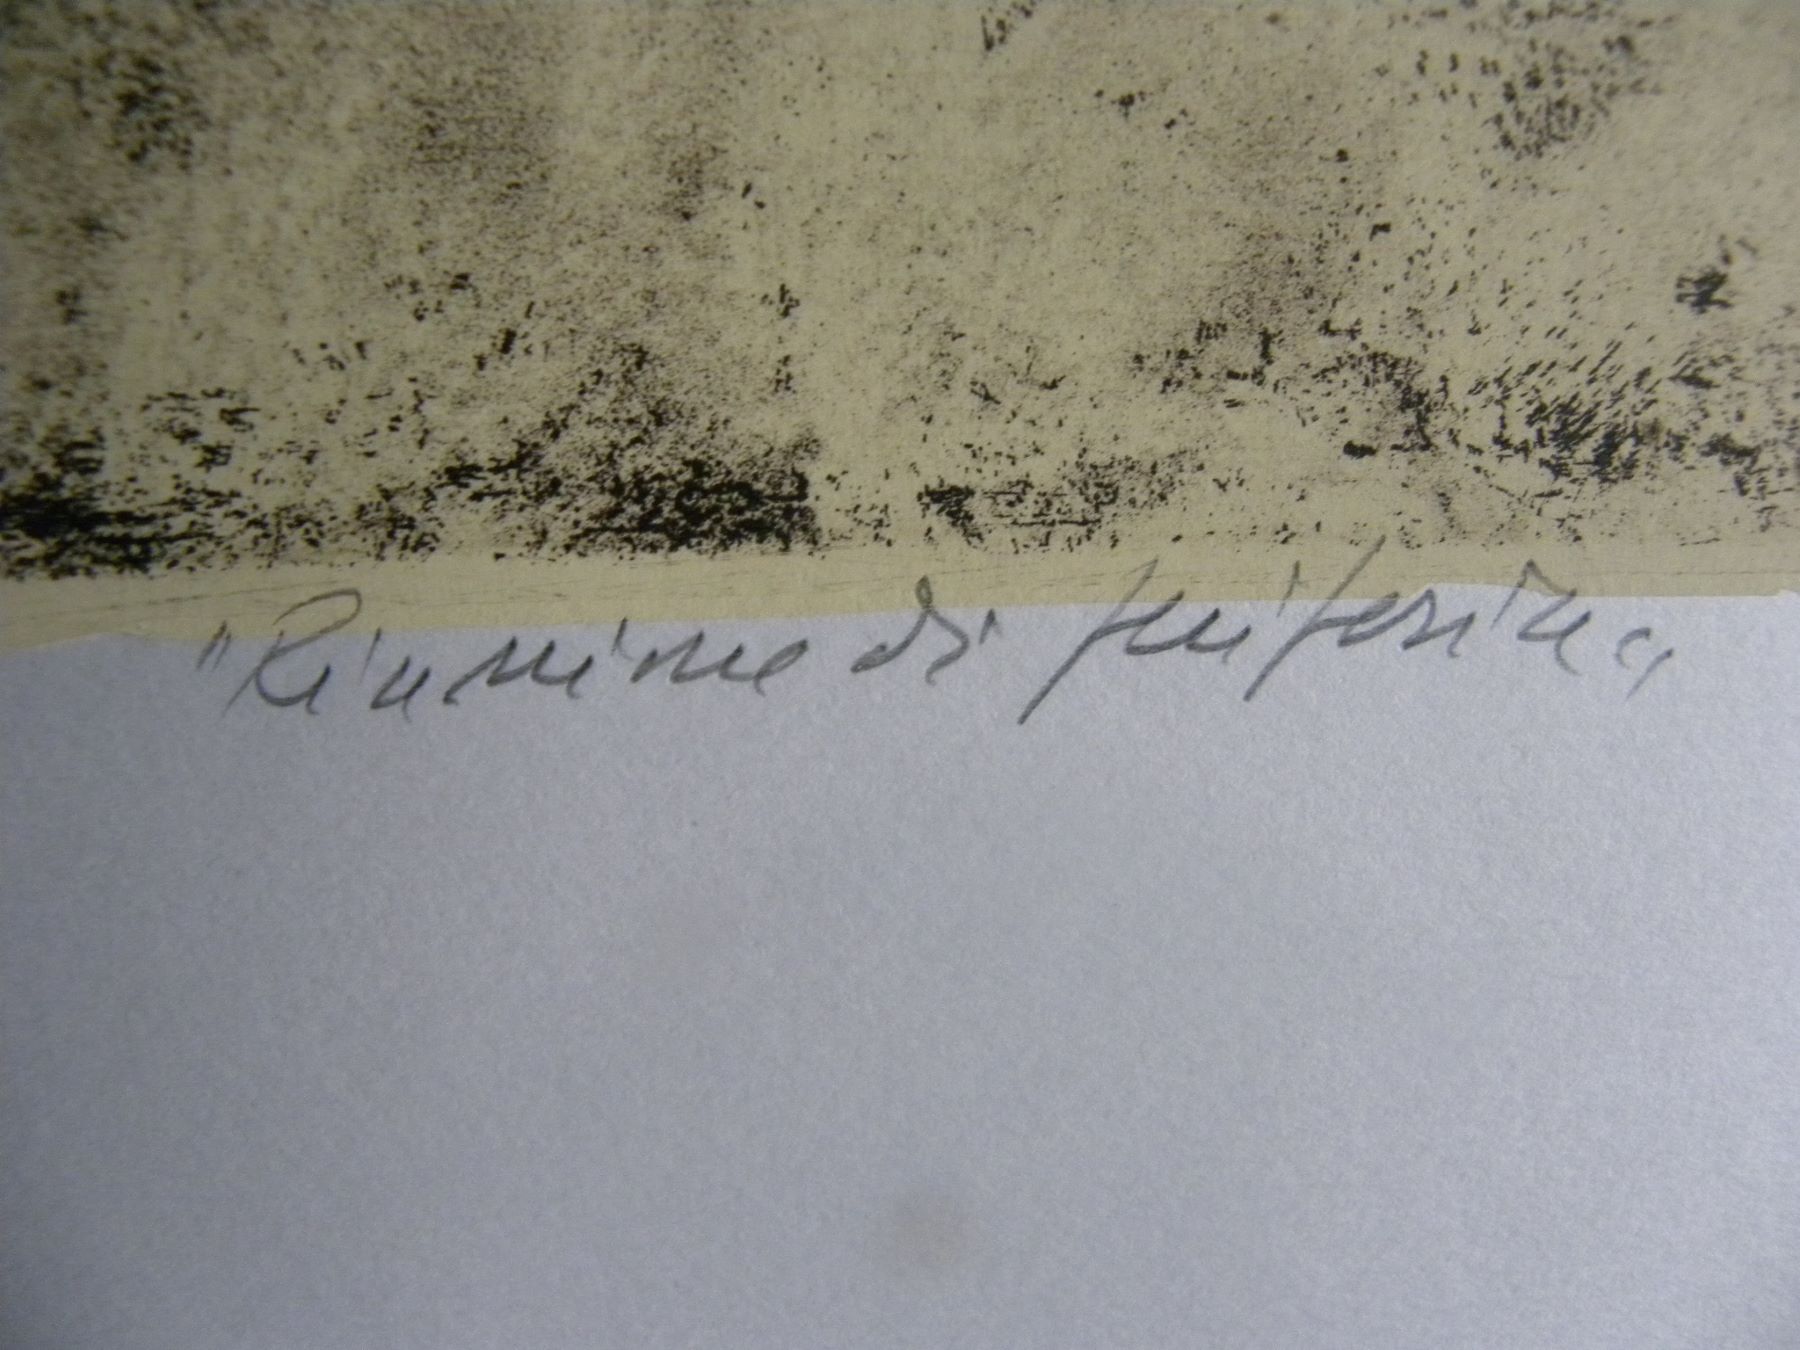 "Riunione di periferia"